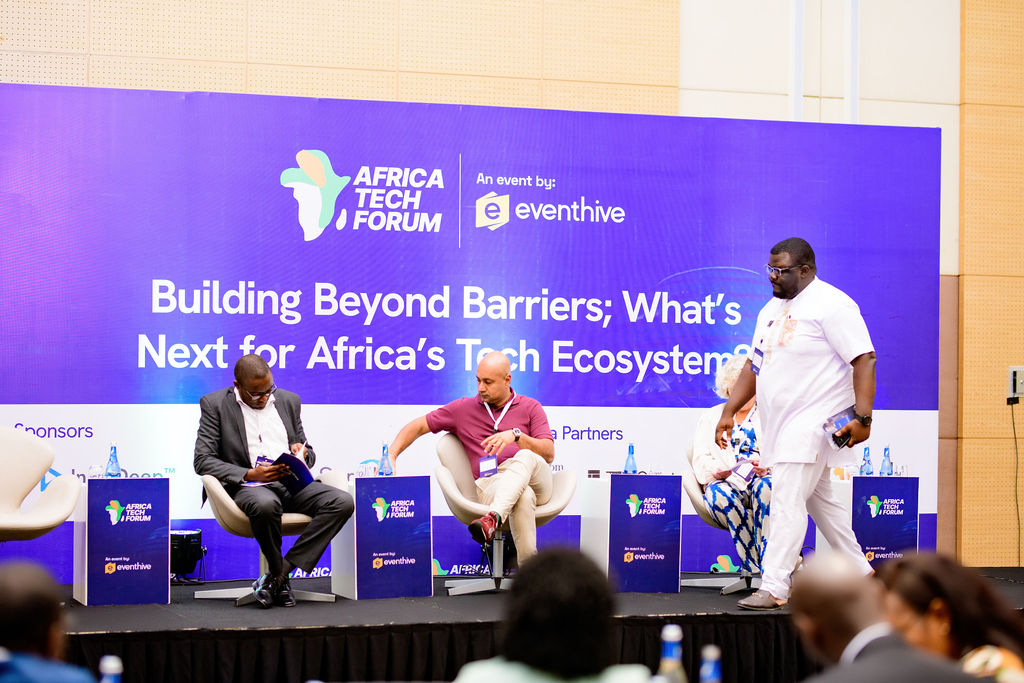 AFRICA
TECH
FORUM
An event by:
e eventhive
Building Beyond Barriers; What's
Next for Africa's Tech Ecosystem?
Sponsors
Partners
AFRICA
TECH FORUM
An event by:
eventhive
AFRICA
TECH FORUM
An event by:
eventhive
AFRICA
TECH FORUM
An event by:
eventhive
AFRICA
TECH FORUM
An event by:
eventhive
AFRICA